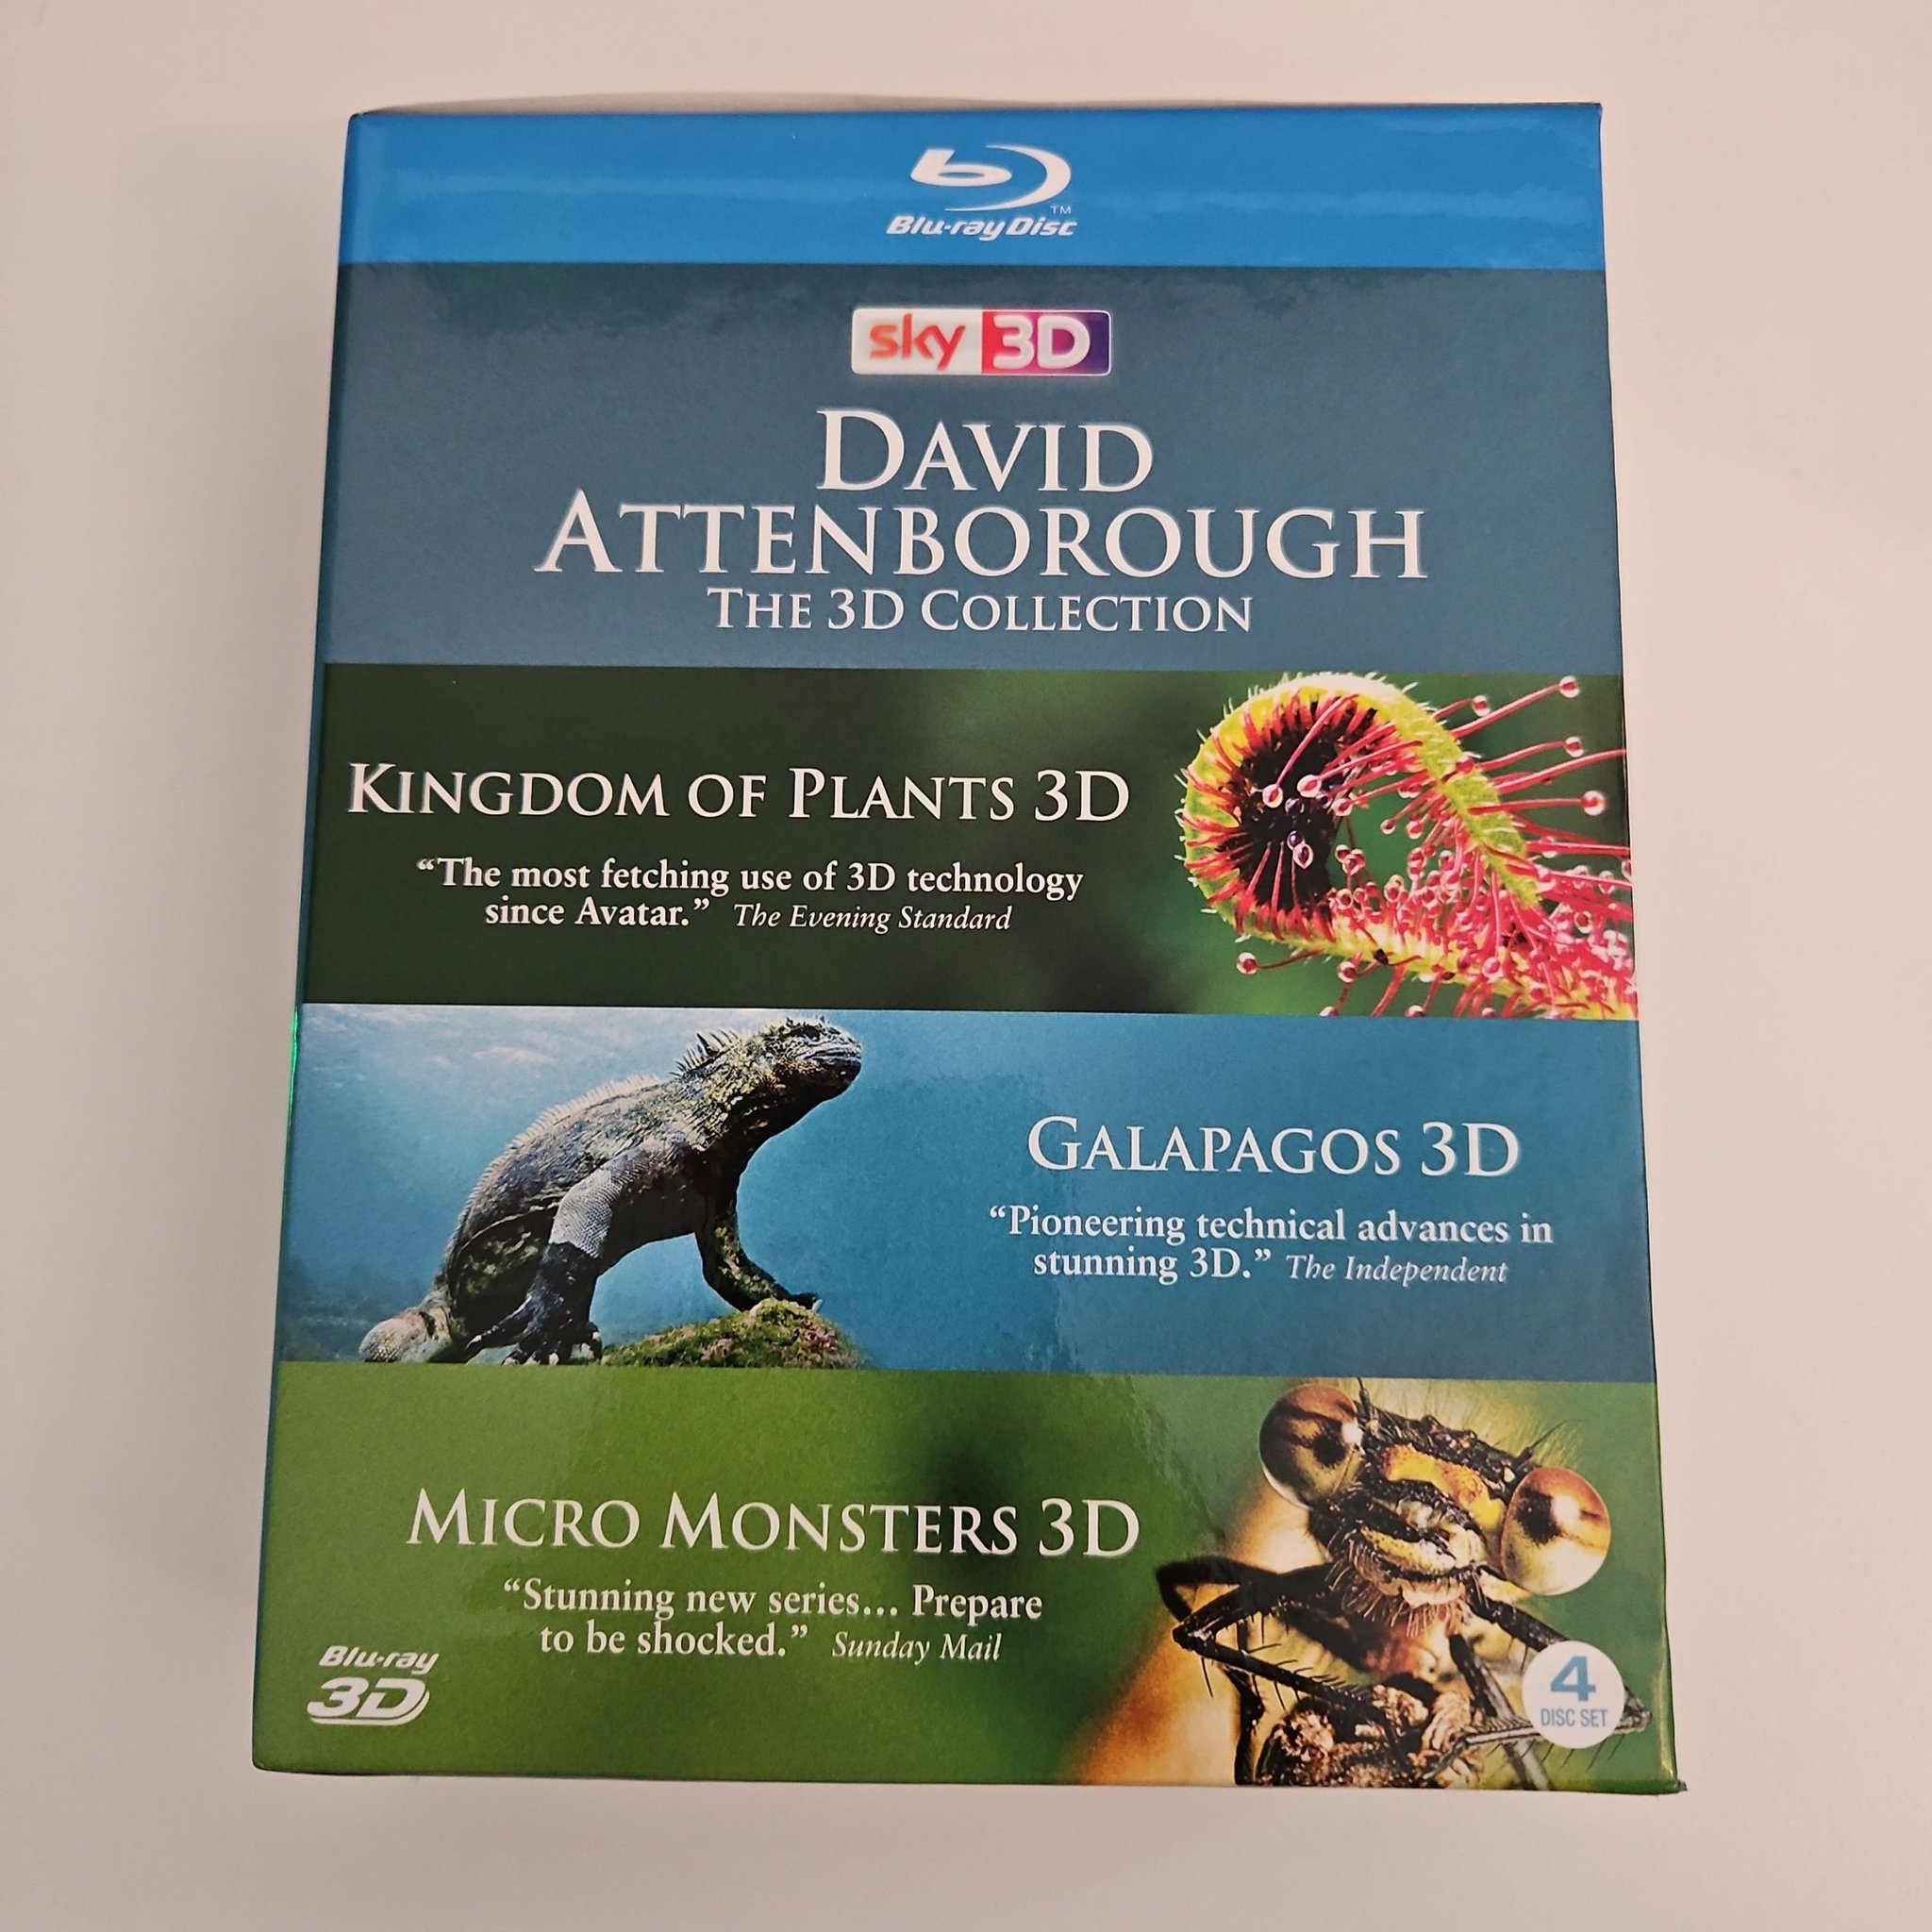 Blu-ray Disc™
sky 3D
DAVID
ATTENBOROUGH
THE 3D COLLECTION
KINGDOM OF PLANTS 3D
“The most fetching use of 3D technology
since Avatar.” The Evening Standard
GALAPAGOS 3D
“Pioneering technical advances in
stunning 3D.” The Independent
MICRO MONSTERS 3D
“Stunning new series... Prepare
to be shocked.” Sunday Mail
Blu-ray
3D
4
DISC SET